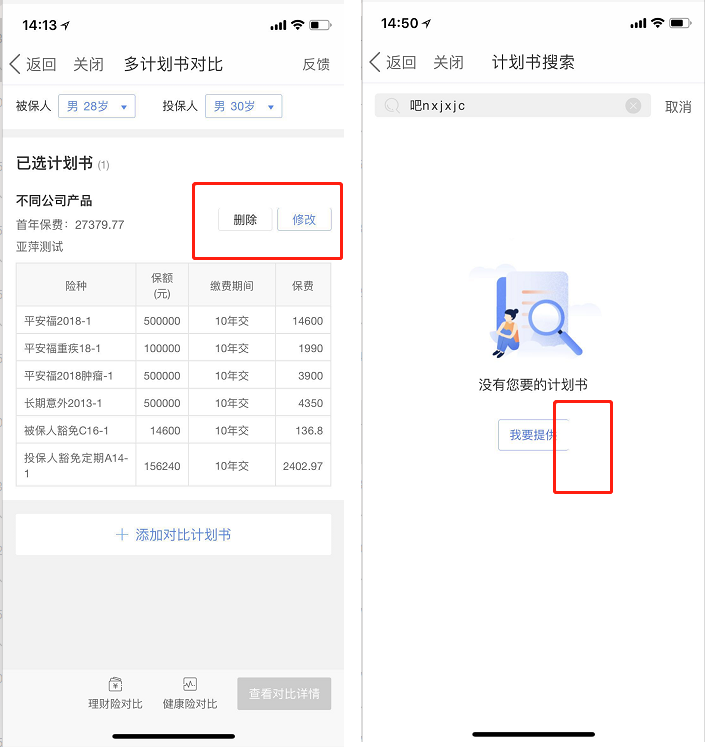 14:13
返回 关闭 多计划书对比 反馈
被保人 男 28岁 投保人 男 30岁
已选计划书 (1)
不同公司产品
首年保费：27379.77
亚萍测试
删除 修改
险种 保额(元) 缴费期间 保费
平安福2018-1 500000 10年交 14600
平安福重疾18-1 100000 10年交 1990
平安福2018肿瘤-1 500000 10年交 3900
长期意外2013-1 500000 10年交 4350
被保人豁免C16-1 14600 10年交 136.8
投保人豁免定期A14-1 156240 10年交 2402.97
添加对比计划书
理财险对比 健康险对比 查看对比详情
14:50
返回 关闭 计划书搜索
吧nxjxjc 取消
没有您要的计划书
我要提供